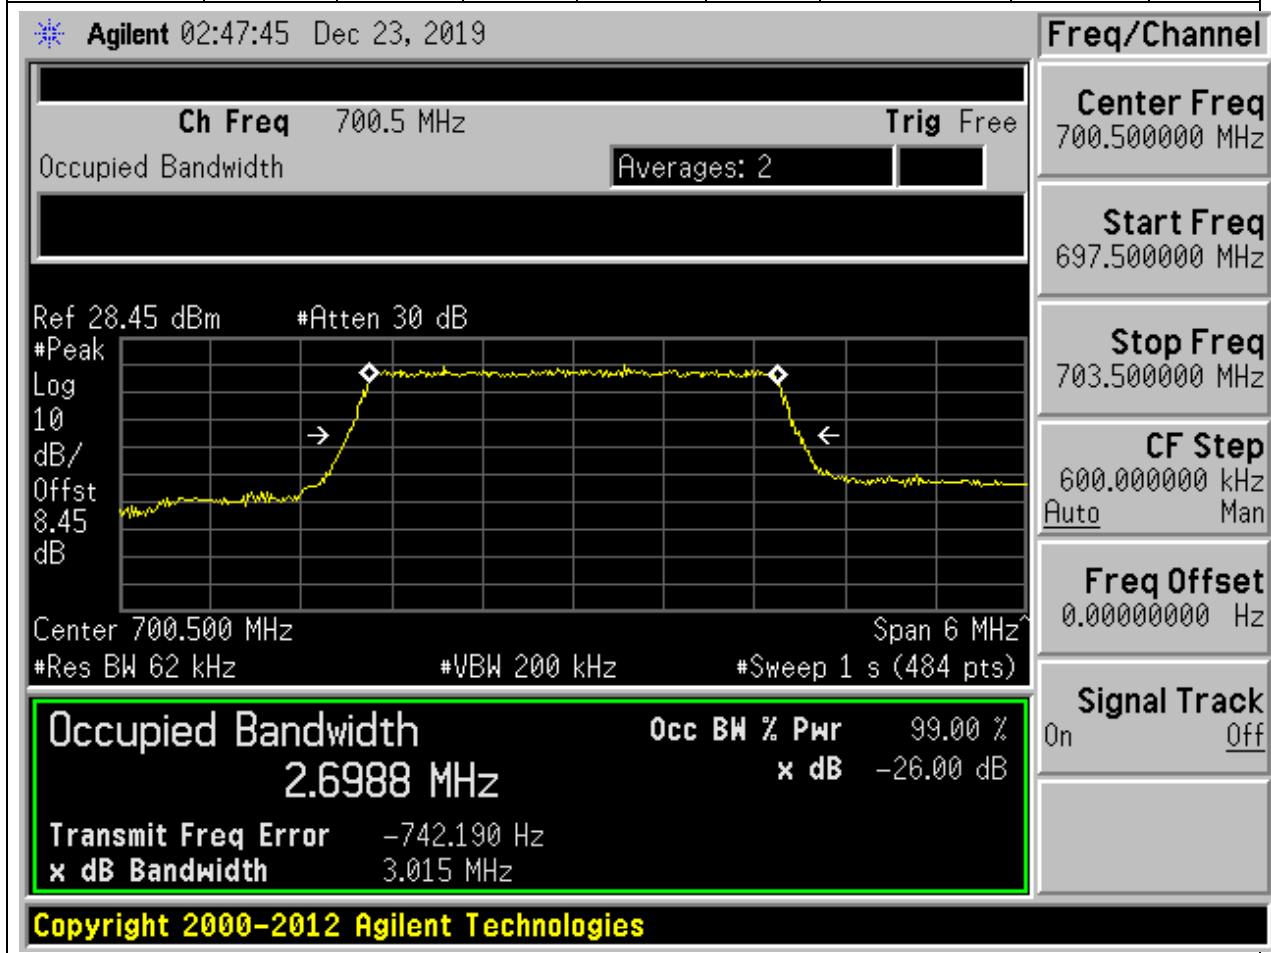 Agilent 02:47:45 Dec 23, 2019
Freq/Channel
Ch Freq 700.5 MHz Trig Free
Occupied Bandwidth Averages: 2
Ref 28.45 dBm #Atten 30 dB
#Peak
Log
10
dB/
Offst
8.45
dB
Center 700.500 MHz Span 6 MHz^
#Res BW 62 kHz #VBW 200 kHz #Sweep 1 s (484 pts)
Occupied Bandwidth Occ BW % Pwr 99.00 %
2.6988 MHz x dB -26.00 dB
Transmit Freq Error -742.190 Hz
x dB Bandwidth 3.015 MHz
Center Freq
700.500000 MHz
Start Freq
697.500000 MHz
Stop Freq
703.500000 MHz
CF Step
600.000000 kHz
Auto Man
Freq Offset
0.00000000 Hz
Signal Track
On Off
Copyright 2000-2012 Agilent Technologies